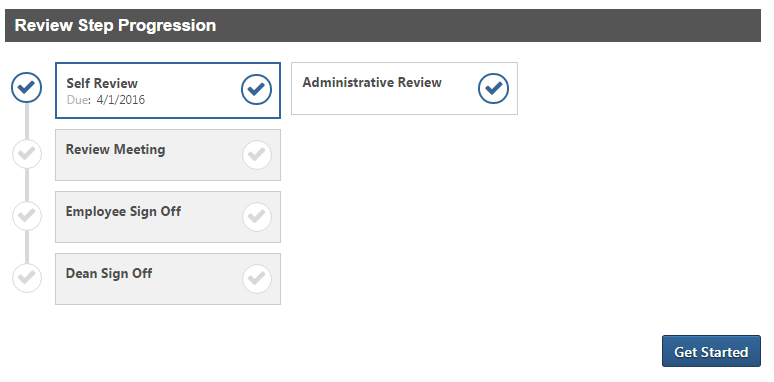 Review Step Progression
Self Review
Due: 4/1/2016
Administrative Review
Review Meeting
Employee Sign Off
Dean Sign Off
Get Started